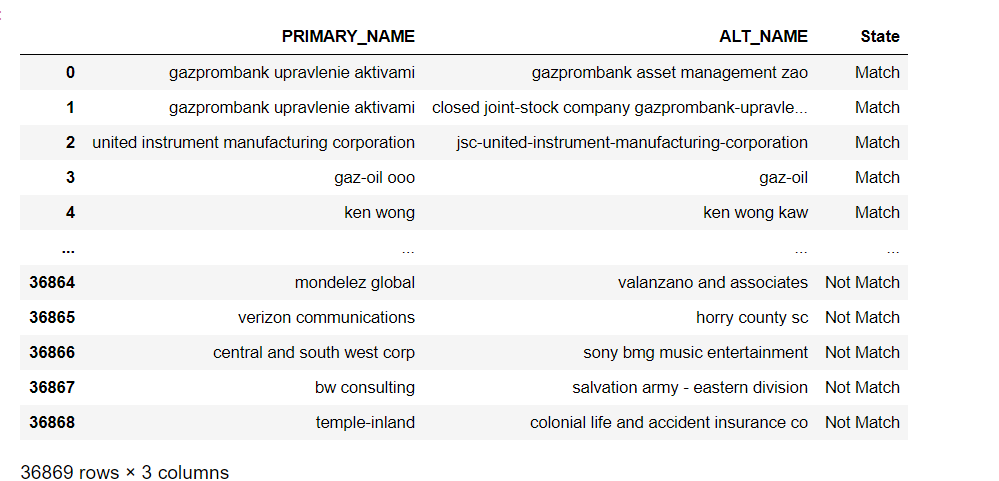 PRIMARY_NAME ALT_NAME State
0 gazprombank upravlenie aktivami gazprombank asset management zao Match
1 gazprombank upravlenie aktivami closed joint-stock company gazprombank-upravle... Match
2 united instrument manufacturing corporation jsc-united-instrument-manufacturing-corporation Match
3 gaz-oil ooo gaz-oil Match
4 ken wong ken wong kaw Match
... ... ... ...
36864 mondelez global valanzano and associates Not Match
36865 verizon communications horry county sc Not Match
36866 central and south west corp sony bmg music entertainment Not Match
36867 bw consulting salvation army - eastern division Not Match
36868 temple-inland colonial life and accident insurance co Not Match
36869 rows × 3 columns